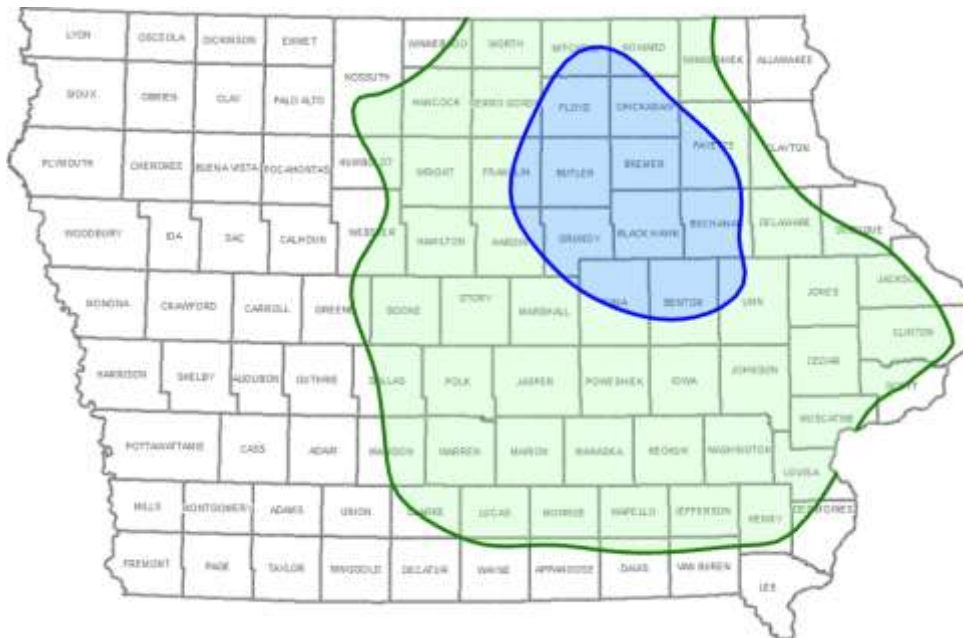 LYON OSCEOLA DICKINSON EMMET WINNEBAGO WORTH MITCHELL HOWARD WINNESHIEK ALLAMAKEE
KOSSUTH
SIOUX OBRIEN CLAY PALO ALTO HANCOCK CERRO GORDO FLOYD CHICKASAW
PLYMOUTH CHEROKEE BUENA VISTA POCAHONTAS HUMBOLDT WRIGHT FRANKLIN BUTLER BREMER FAYETTE CLAYTON
WOODBURY IDA SAC CALHOUN WEBSTER HAMILTON HARDIN GRUNDY BLACK HAWK BUCHANAN DELAWARE DUBUQUE
MONONA CRAWFORD CARROLL GREENE BOONE STORY MARSHALL TAMA BENTON LINN JONES JACKSON
CLINTON
HARRISON SHELBY AUDUBON GUTHRIE DALLAS POLK JASPER POWESHIEK IOWA JOHNSON CEDAR SCOTT
MUSCATINE
POTTAWATTAMIE CASS ADAIR MADISON WARREN MARION MAHASKA KEOKUK WASHINGTON LOUISA
MILLS MONTGOMERY ADAMS UNION CLARKE LUCAS MONROE WAPELLO JEFFERSON HENRY DES MOINES
FREMONT PAGE TAYLOR RINGGOLD DECATUR WAYNE APPANOOSE DAVIS VAN BUREN LEE